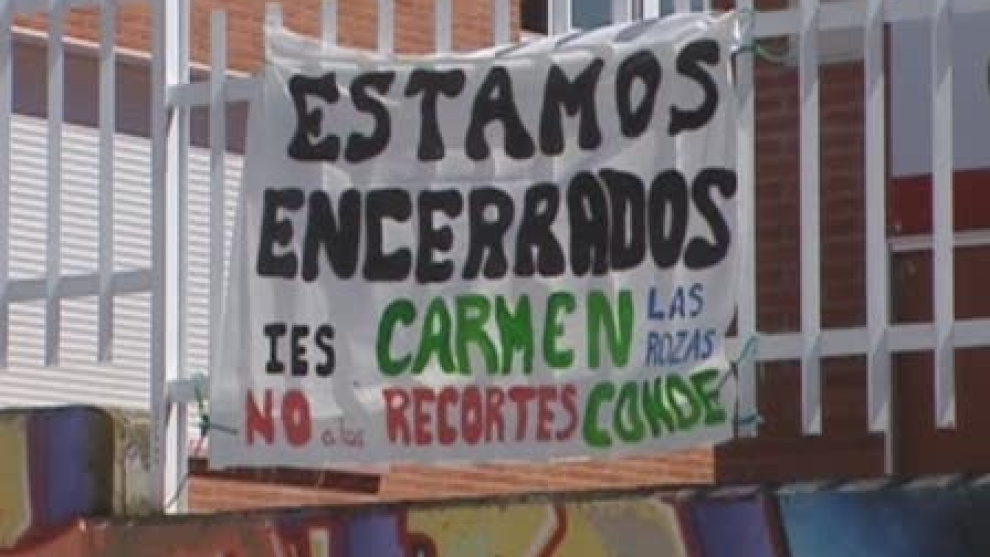 ESTAMOS
ENCERRADOS
IES CARMEN LAS ROZAS
NO a los RECORTES CONDE